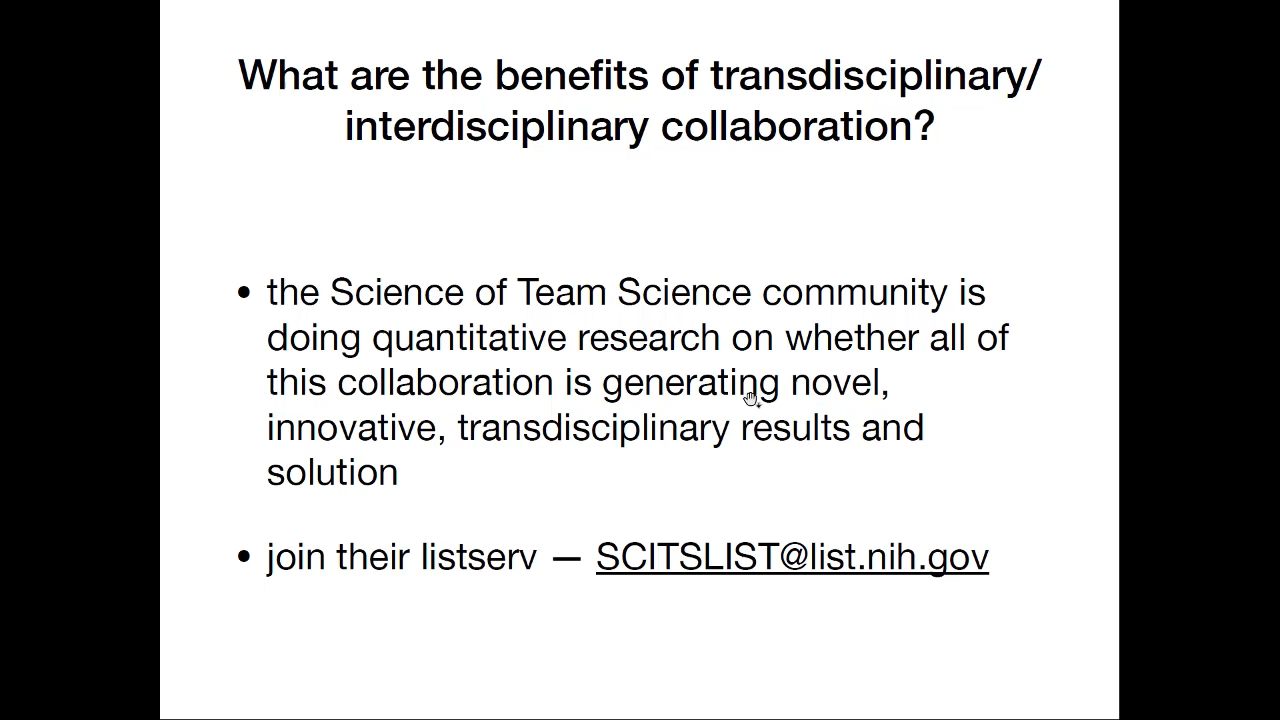 What are the benefits of transdisciplinary/
interdisciplinary collaboration?
• the Science of Team Science community is
doing quantitative research on whether all of
this collaboration is generating novel,
innovative, transdisciplinary results and
solution
• join their listserv — SCITSLIST@list.nih.gov